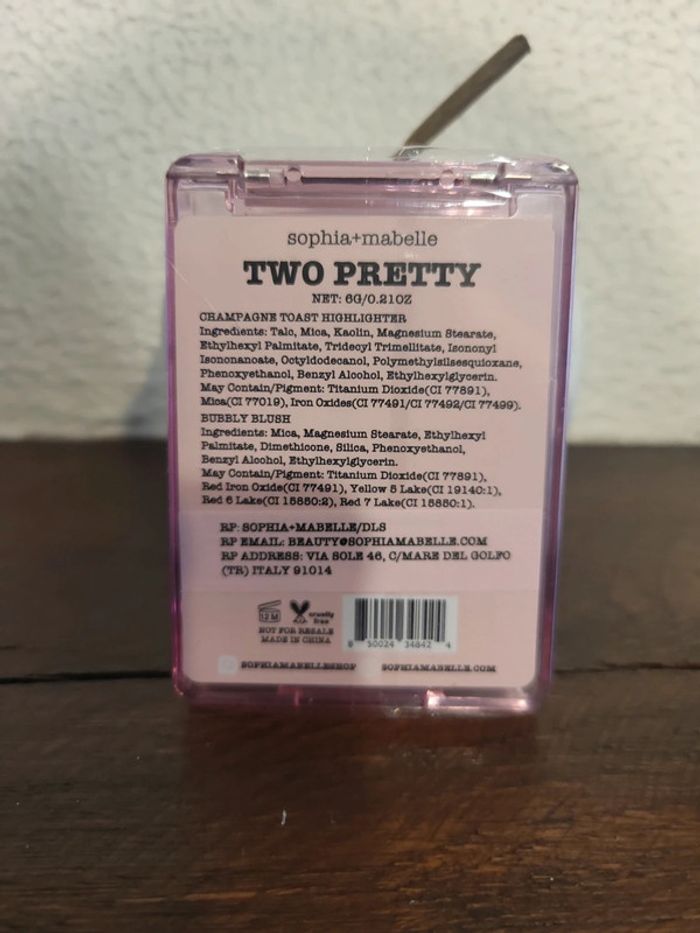 sophia+mabelle
TWO PRETTY
NET: 6G/0.21OZ
CHAMPAGNE TOAST HIGHLIGHTER
Ingredients: Talc, Mica, Kaolin, Magnesium Stearate,
Ethylhexyl Palmitate, Tridecyl Trimellitate, Isononyl
Isononanoate, Octyldodecanol, Polymethylsilsesquioxane,
Phenoxyethanol, Benzyl Alcohol, Ethylhexylglycerin.
May Contain/Pigment: Titanium Dioxide(CI 77891),
Mica(CI 77019), Iron Oxides(CI 77491/CI 77492/CI 77499).
BUBBLY BLUSH
Ingredients: Mica, Magnesium Stearate, Ethylhexyl
Palmitate, Dimethicone, Silica, Phenoxyethanol,
Benzyl Alcohol, Ethylhexylglycerin.
May Contain/Pigment: Titanium Dioxide(CI 77891),
Red Iron Oxide(CI 77491), Yellow 5 Lake(CI 19140:1),
Red 6 Lake(CI 15850:2), Red 7 Lake(CI 15850:1).
RP: SOPHIA+MABELLE/DLS
RP EMAIL: BEAUTY@SOPHIAMABELLE.COM
RP ADDRESS: VIA SOLE 46, C/MARE DEL GOLFO
(TR) ITALY 91014
12 M
cruelty
free
NOT FOR RESALE
MADE IN CHINA
8 50024 34842 4
SOPHIAMABELLESHOP
SOPHIAMABELLE.COM